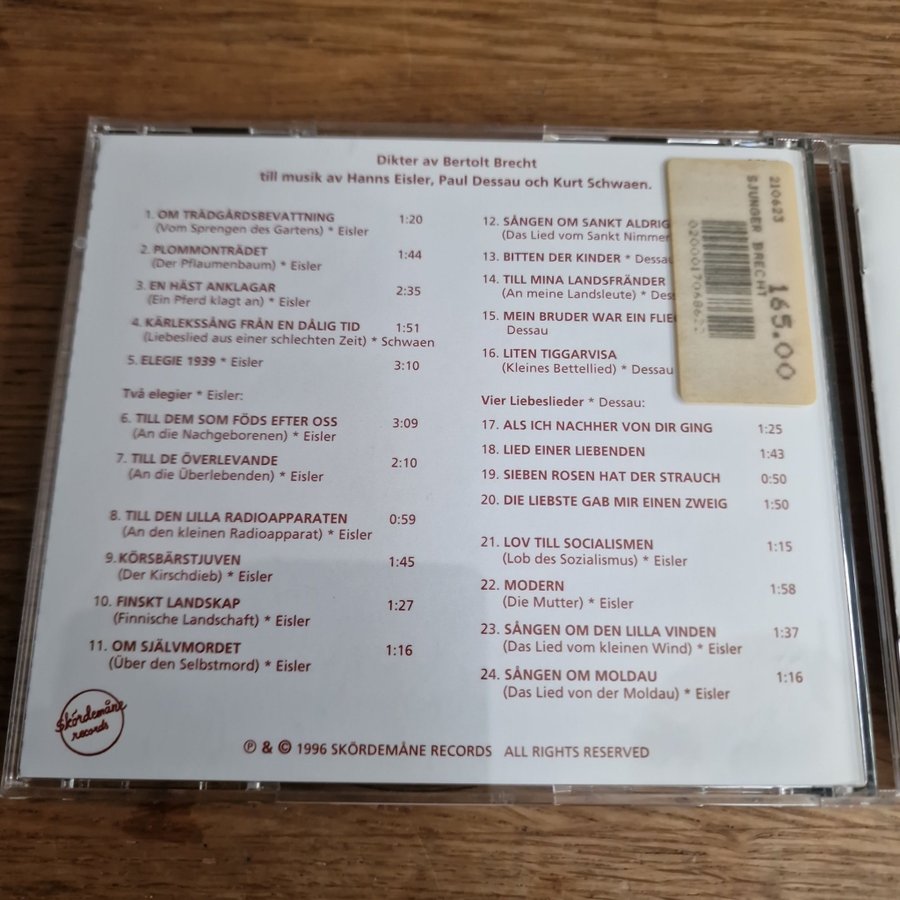 Dikter av Bertolt Brecht
till musik av Hanns Eisler, Paul Dessau och Kurt Schwaen.
1. OM TRÄDGÅRDSBEVATTNING 1:20
(Vom Sprengen des Gartens) * Eisler
2. PLOMMONTRÄDET 1:44
(Der Pflaumenbaum) * Eisler
3. EN HÄST ANKLAGAR 2:35
(Ein Pferd klagt an) * Eisler
4. KÄRLEKSSÅNG FRÅN EN DÅLIG TID 1:51
(Liebeslied aus einer schlechten Zeit) * Schwaen
5. ELEGIE 1939 * Eisler 3:10
Två elegier * Eisler:
6. TILL DEM SOM FÖDS EFTER OSS 3:09
(An die Nachgeborenen) * Eisler
7. TILL DE ÖVERLEVANDE 2:10
(An die Überlebenden) * Eisler
8. TILL DEN LILLA RADIOAPPARATEN 0:59
(An den kleinen Radioapparat) * Eisler
9. KÖRSBÄRSTJUVEN 1:45
(Der Kirschdieb) * Eisler
10. FINSKT LANDSKAP 1:27
(Finnische Landschaft) * Eisler
11. OM SJÄLVMORDET 1:16
(Über den Selbstmord) * Eisler
12. SÅNGEN OM SANKT ALDRIG
(Das Lied vom Sankt
13. BITTEN DER KINDER * Dessau
14. TILL MINA LANDSFRÄNDER
(An meine Landsleute) *
15. MEIN BRUDER WAR EIN
Dessau
16. LITEN TIGGARVISA
(Kleines Bettellied) * Dessau
Vier Liebeslieder * Dessau:
17. ALS ICH NACHHER VON DIR GING 1:25
18. LIED EINER LIEBENDEN 1:43
19. SIEBEN ROSEN HAT DER STRAUCH 0:50
20. DIE LIEBSTE GAB MIR EINEN ZWEIG 1:50
21. LOV TILL SOCIALISMEN 1:15
(Lob des Sozialismus) * Eisler
22. MODERN 1:58
(Die Mutter) * Eisler
23. SÅNGEN OM DEN LILLA VINDEN 1:37
(Das Lied vom kleinen Wind) * Eisler
24. SÅNGEN OM MOLDAU 1:16
(Das Lied von der Moldau) * Eisler
210623
SJUNGER BRECHT
165.00
Skördemåne
records
℗ & © 1996 SKÖRDEMÅNE RECORDS ALL RIGHTS RESERVED